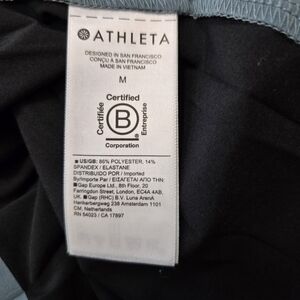 ATHLETA
DESIGNED IN SAN FRANCISCO
CONÇU À SAN FRANCISCO
MADE IN VIETNAM
M
Certified
Certifiée
B
Entreprise
Corporation
US/GB: 86% POLYESTER, 14%
SPANDEX / ELASTANE
DISTRIBUIDO POR / Imported
By/Importe Par / ΕΙΣΑΓΕΤΑΙ ΑΠΟ ΤΗΝ:
Gap Europe Ltd., 8th Floor, 20
Farringdon Street, London, EC4A 4AB,
UK. Gap (RHG) B.V. Luna ArenA
Herikerbergweg 238 Amsterdam 1101
CM, Netherlands
RN 54023 / CA 17897